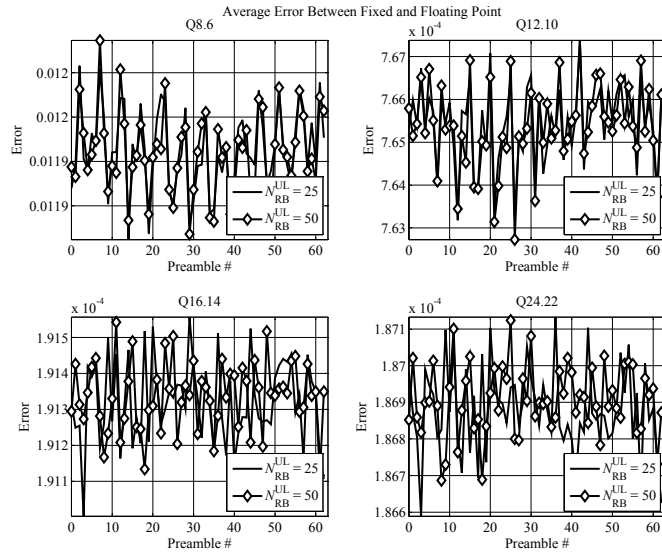 Average Error Between Fixed and Floating Point
Q8.6
0.012
0.012
0.0119
0.0119
Error
0 10 20 30 40 50 60
Preamble #
N_RB^UL = 25
N_RB^UL = 50
Q12.10
x 10^-4
7.67
7.66
7.65
7.64
7.63
Error
0 10 20 30 40 50 60
Preamble #
N_RB^UL = 25
N_RB^UL = 50
Q16.14
x 10^-4
1.915
1.914
1.913
1.912
1.911
Error
0 10 20 30 40 50 60
Preamble #
N_RB^UL = 25
N_RB^UL = 50
Q24.22
x 10^-4
1.871
1.87
1.869
1.868
1.867
1.866
Error
0 10 20 30 40 50 60
Preamble #
N_RB^UL = 25
N_RB^UL = 50